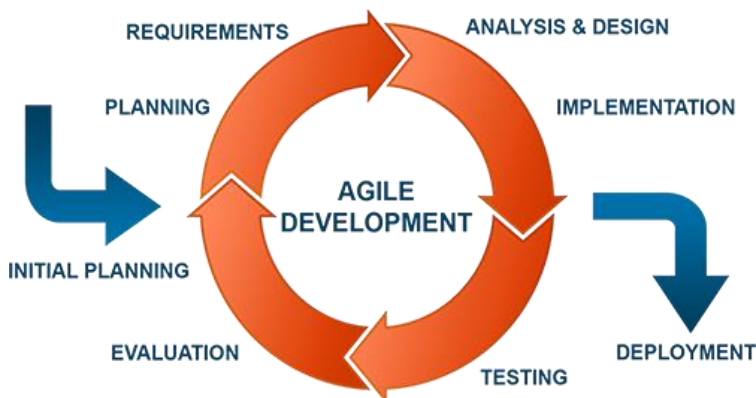 REQUIREMENTS
ANALYSIS & DESIGN
PLANNING
IMPLEMENTATION
AGILE
DEVELOPMENT
INITIAL PLANNING
EVALUATION
DEPLOYMENT
TESTING